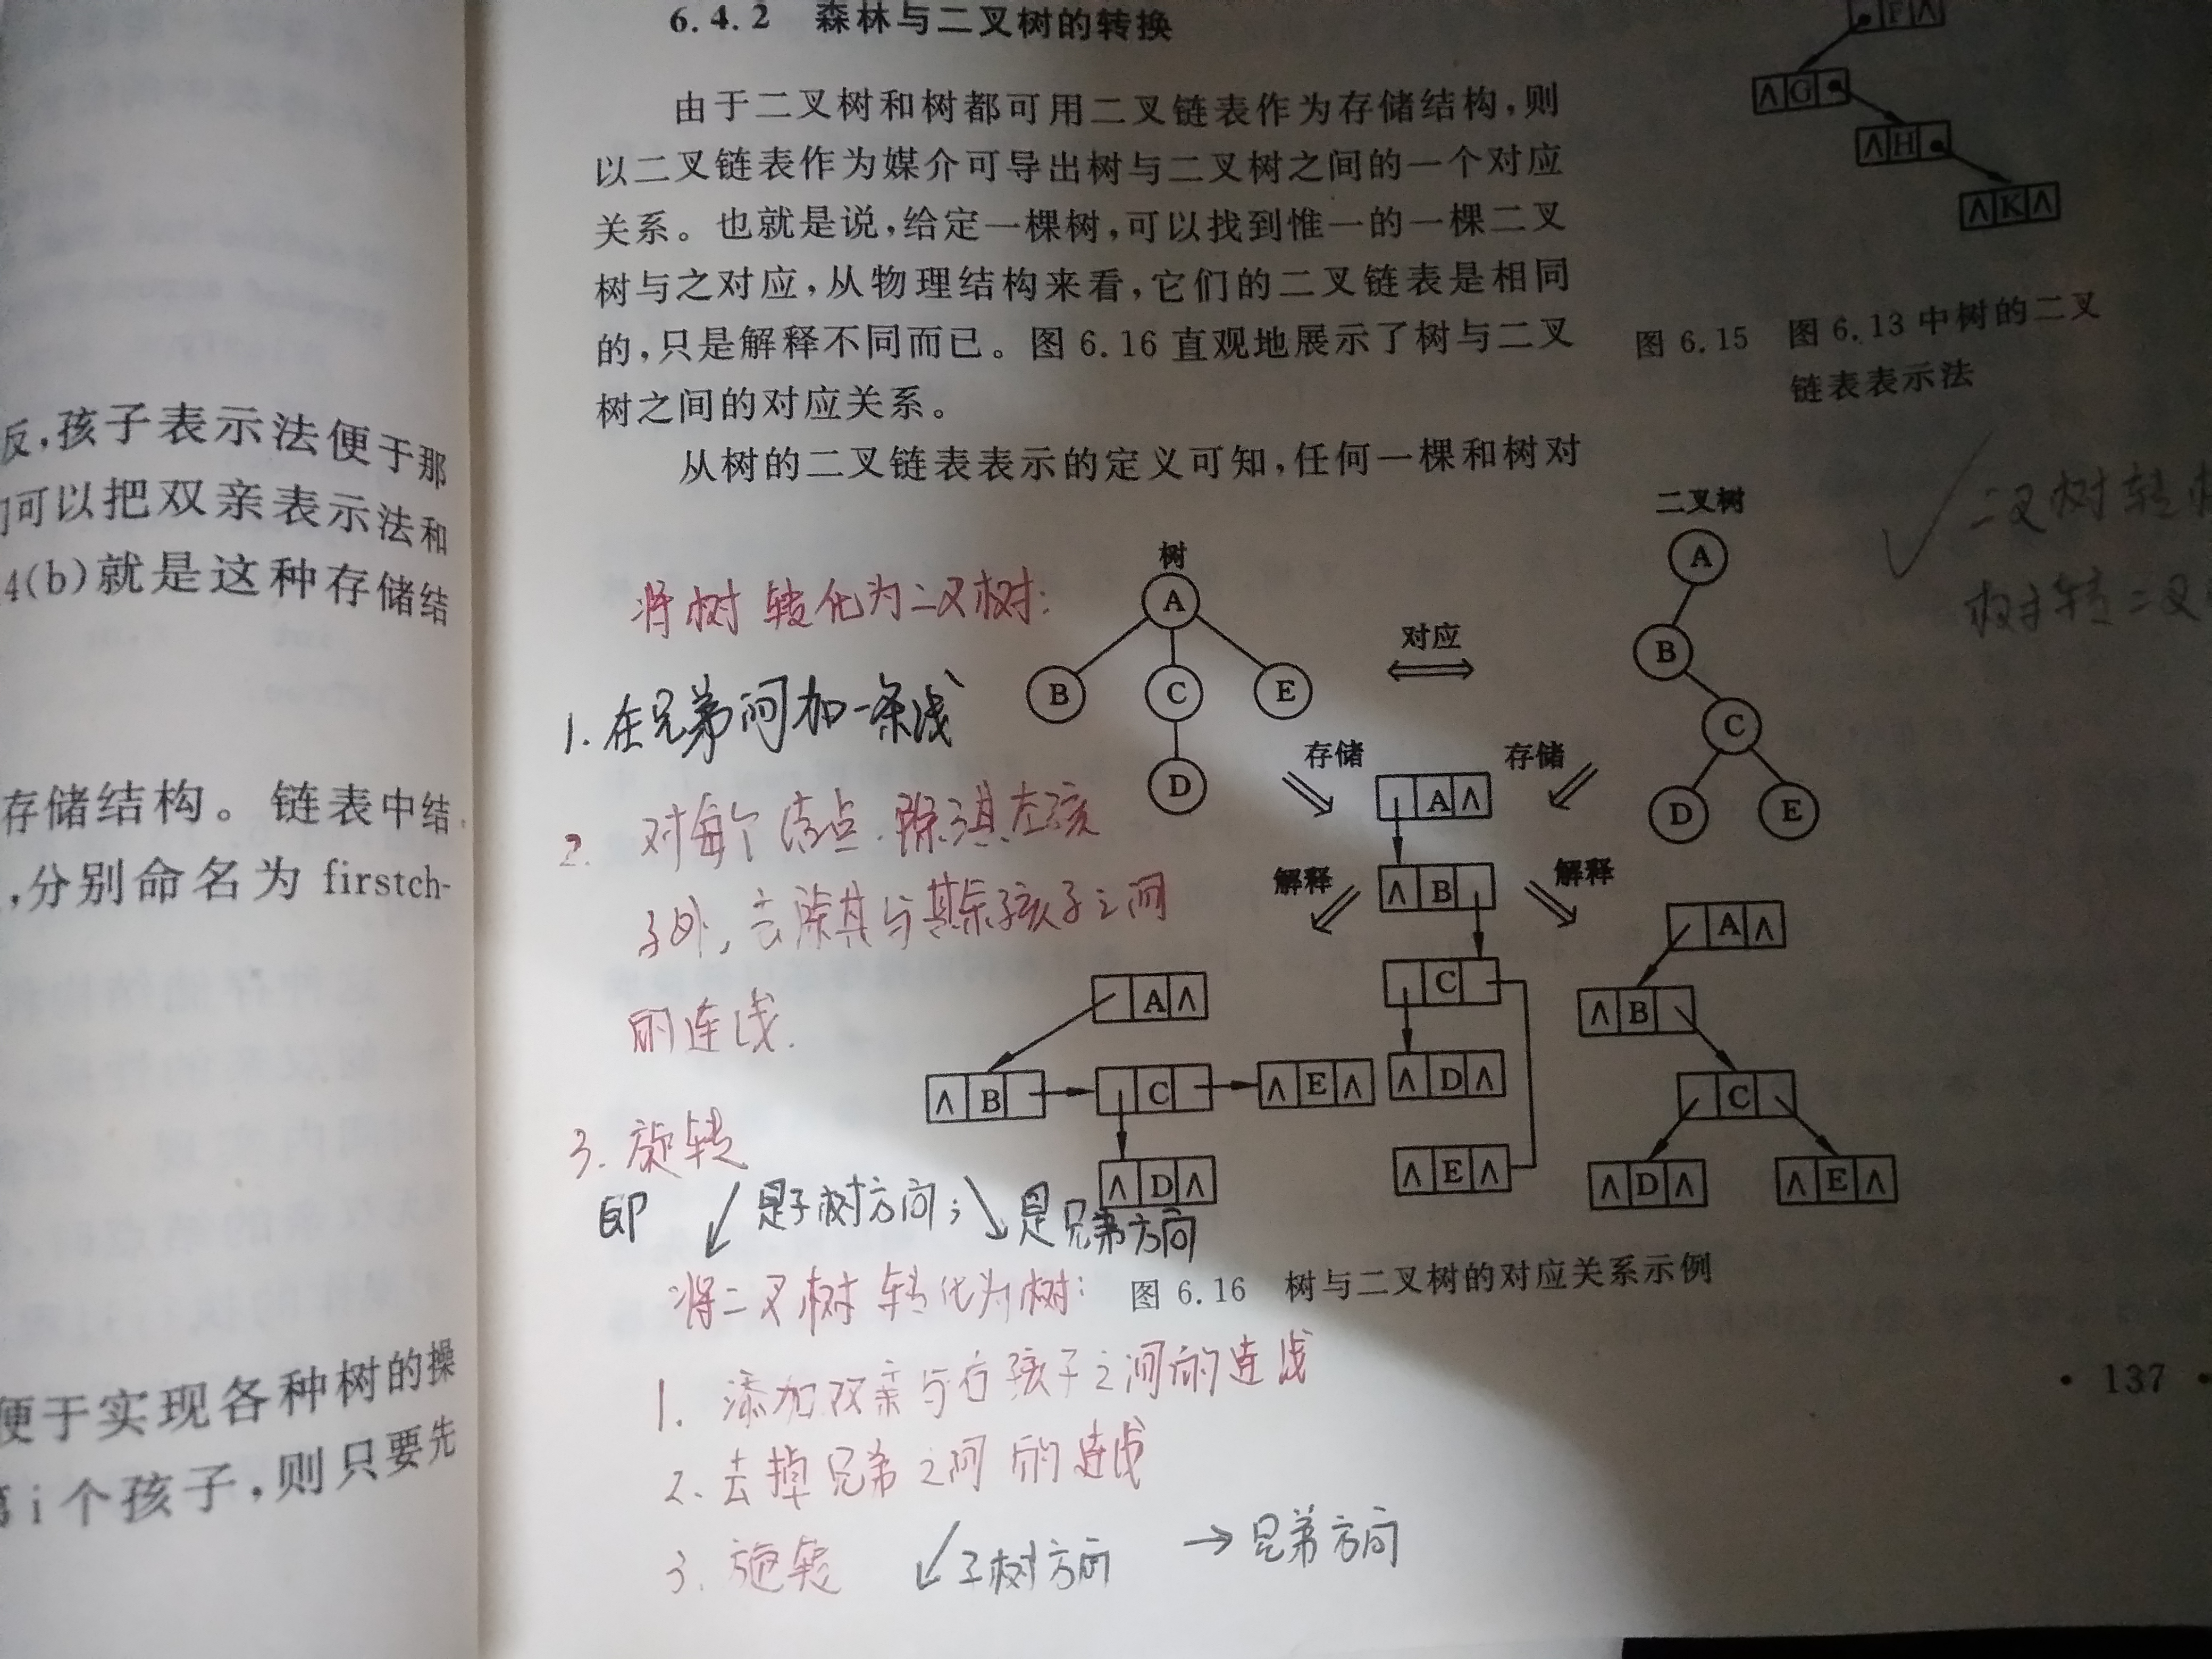 反,孩子表示法便于那
可以把双亲表示法和
4(b)就是这种存储结
存储结构。链表中结
,分别命名为 firstch-
便于实现各种树的操
第 i 个孩子,则只要先
6.4.2 森林与二叉树的转换
由于二叉树和树都可用二叉链表作为存储结构,则
以二叉链表作为媒介可导出树与二叉树之间的一个对应
关系。也就是说,给定一棵树,可以找到惟一的一棵二叉
树与之对应,从物理结构来看,它们的二叉链表是相同
的,只是解释不同而已。图 6.16 直观地展示了树与二叉
树之间的对应关系。
从树的二叉链表表示的定义可知,任何一棵和树对
F ∧
∧ G
∧ H
∧ K ∧
图 6.15 图 6.13 中树的二叉
链表表示法
二叉树转
转二叉
将树转化为二叉树:
1. 在兄弟间加一条线
2. 对每个结点,除其左孩
子外,去除其与其余孩子之间
的连线.
3. 旋转
即 ↙是子树方向; ↘是兄弟方向
树
A
B C E
D
对应
二叉树
A
B
C
D E
存储 存储
A ∧
∧ B
C
∧ D ∧
∧ E ∧
解释 解释
A ∧
∧ B C ∧ E ∧
∧ D ∧
A ∧
∧ B
C
∧ D ∧ ∧ E ∧
图 6.16 树与二叉树的对应关系示例
将二叉树转化为树:
1. 添加双亲与右孩子之间的连线
2. 去掉兄弟之间的连线
3. 旋转 ↙子树方向 → 兄弟方向
· 137 ·